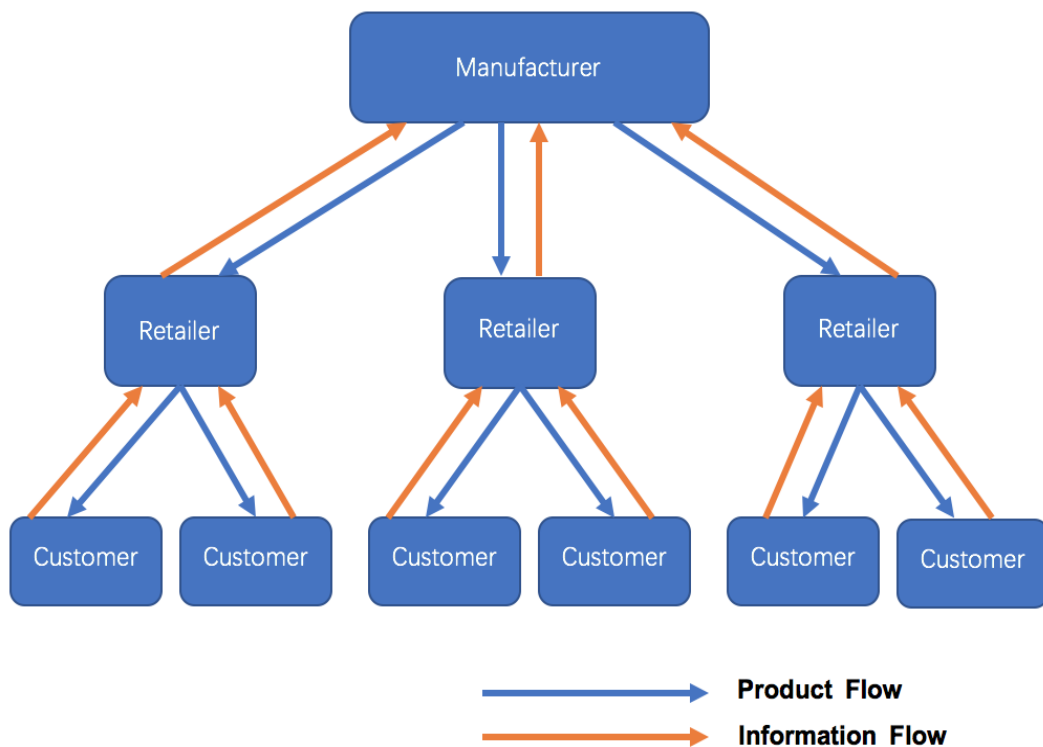 Manufacturer
Retailer
Retailer
Retailer
Customer
Customer
Customer
Customer
Customer
Customer
Product Flow
Information Flow